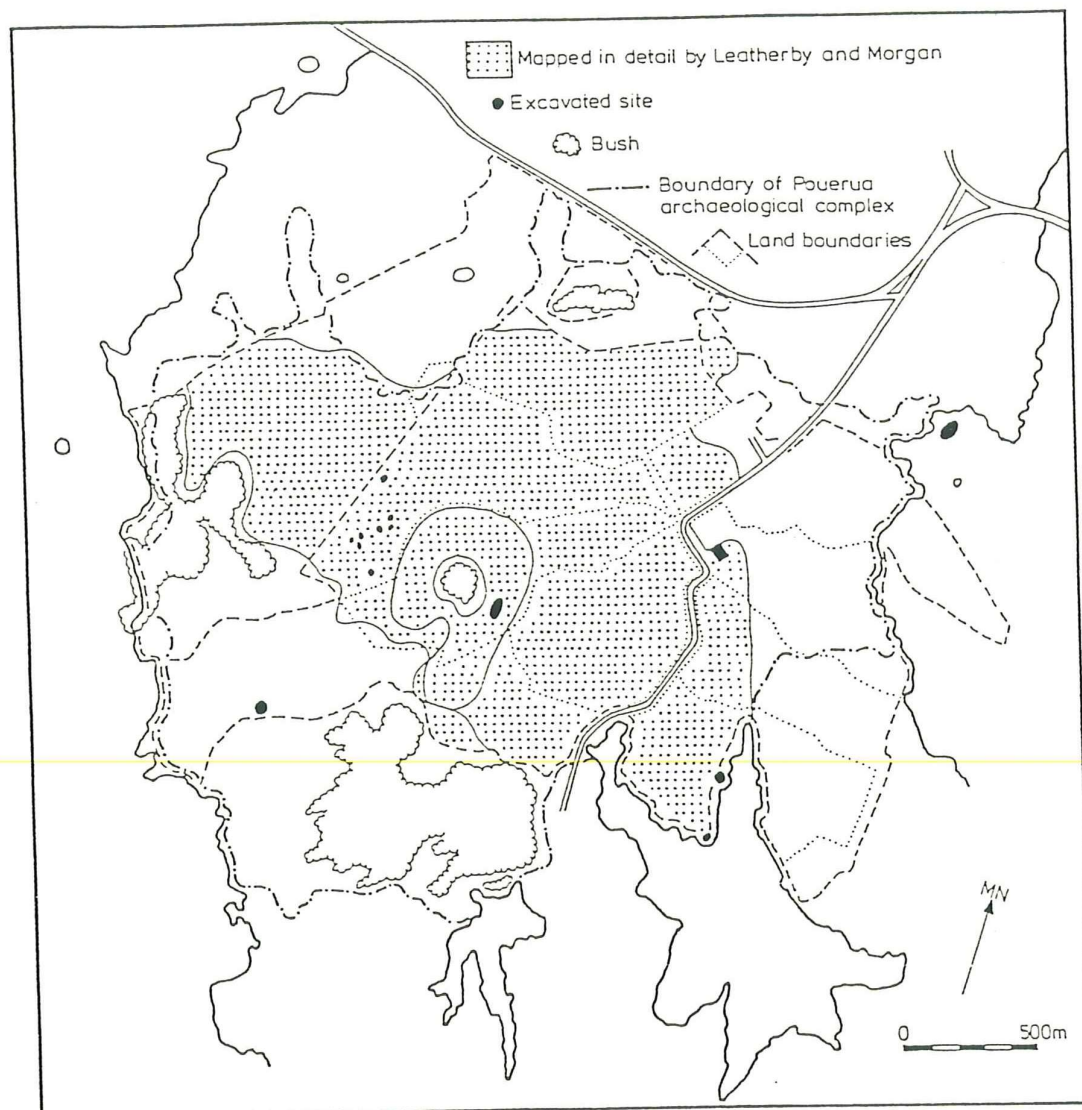 Mapped in detail by Leatherby and Morgan
Excavated site
Bush
Boundary of Pouerua
archaeological complex
Land boundaries
MN
0 500m